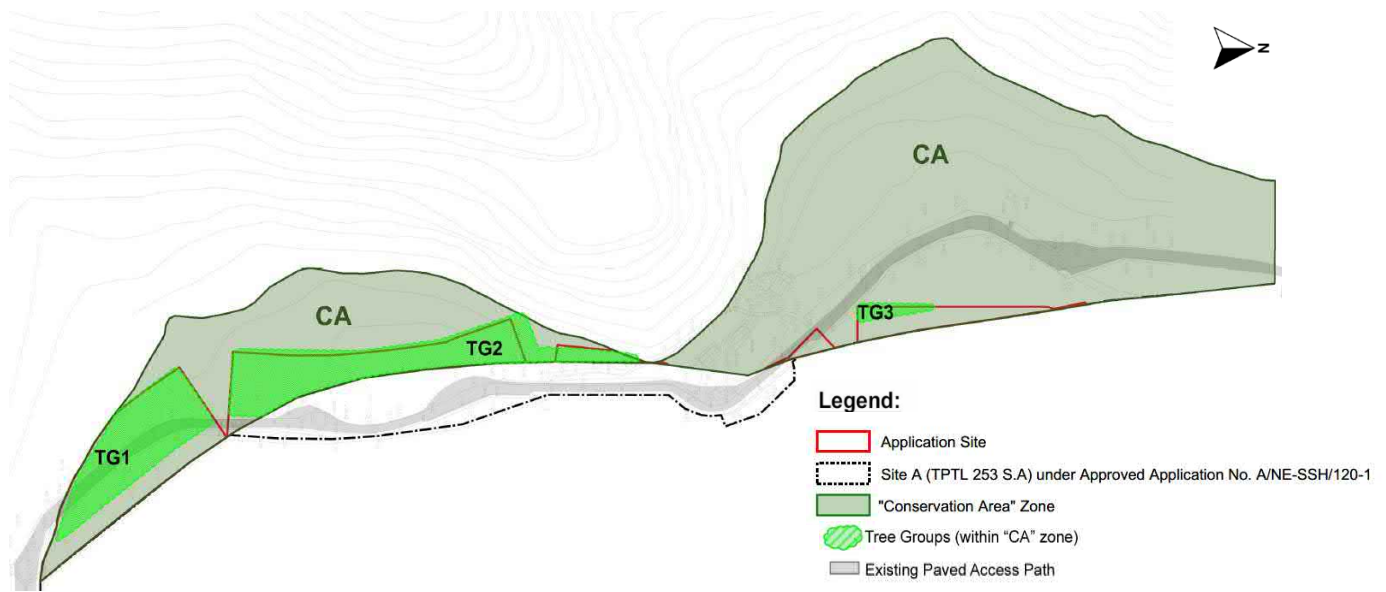 N
CA
CA
TG3
TG2
TG1
Legend:
Application Site
Site A (TPTL 253 S.A) under Approved Application No. A/NE-SSH/120-1
"Conservation Area" Zone
Tree Groups (within “CA” zone)
Existing Paved Access Path